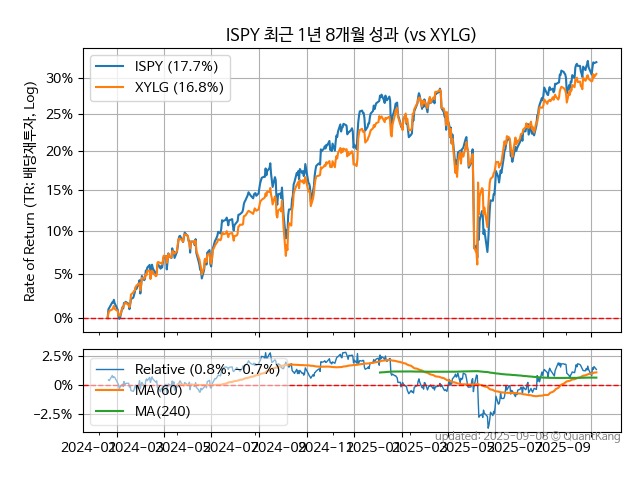 ISPY 최근 1년 8개월 성과 (vs XYLG)
Rate of Return (TR: 배당재투자, Log)
30%
25%
20%
15%
10%
5%
0%
ISPY (17.7%)
XYLG (16.8%)
2.5%
0%
−2.5%
Relative (0.8%, ~0.7%)
MA(60)
MA(240)
2024-01
2024-03
2024-05
2024-07
2024-09
2024-11
2025-01
2025-03
2025-05
2025-07
2025-09
updated: 2025-09-08 © QuantKang